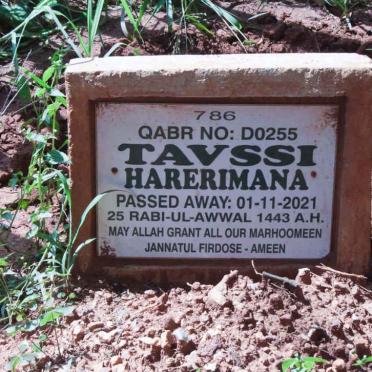 786
QABR NO: D0255
TAVSSI
HARERIMANA
PASSED AWAY: 01-11-2021
25 RABI-UL-AWWAL 1443 A.H.
MAY ALLAH GRANT ALL OUR MARHOOMEEN
JANNATUL FIRDOSE - AMEEN